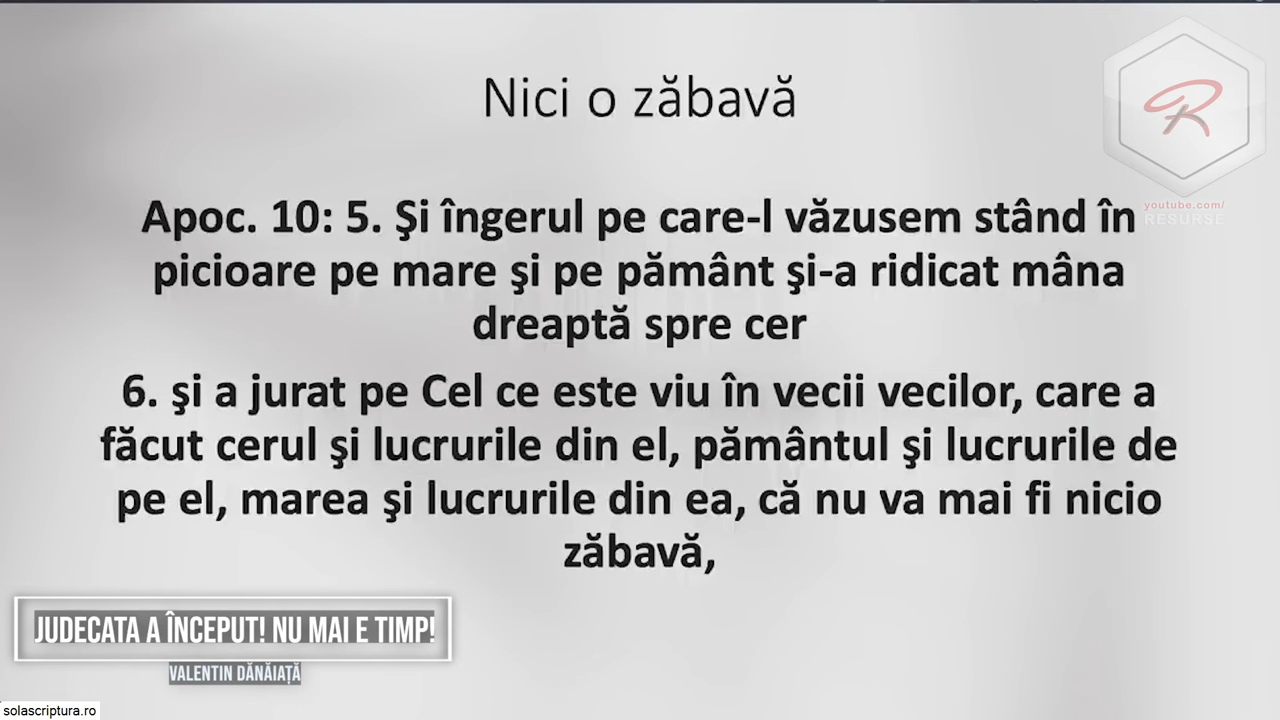 Nici o zăbavă
youtube.com/
RESURSE
Apoc. 10: 5. Şi îngerul pe care-l văzusem stând în
picioare pe mare şi pe pământ şi-a ridicat mâna
dreaptă spre cer
6. şi a jurat pe Cel ce este viu în vecii vecilor, care a
făcut cerul şi lucrurile din el, pământul şi lucrurile de
pe el, marea şi lucrurile din ea, că nu va mai fi nicio
zăbavă,
JUDECATA A ÎNCEPUT! NU MAI E TIMP!
VALENTIN DĂNĂIAȚĂ
solascriptura.ro